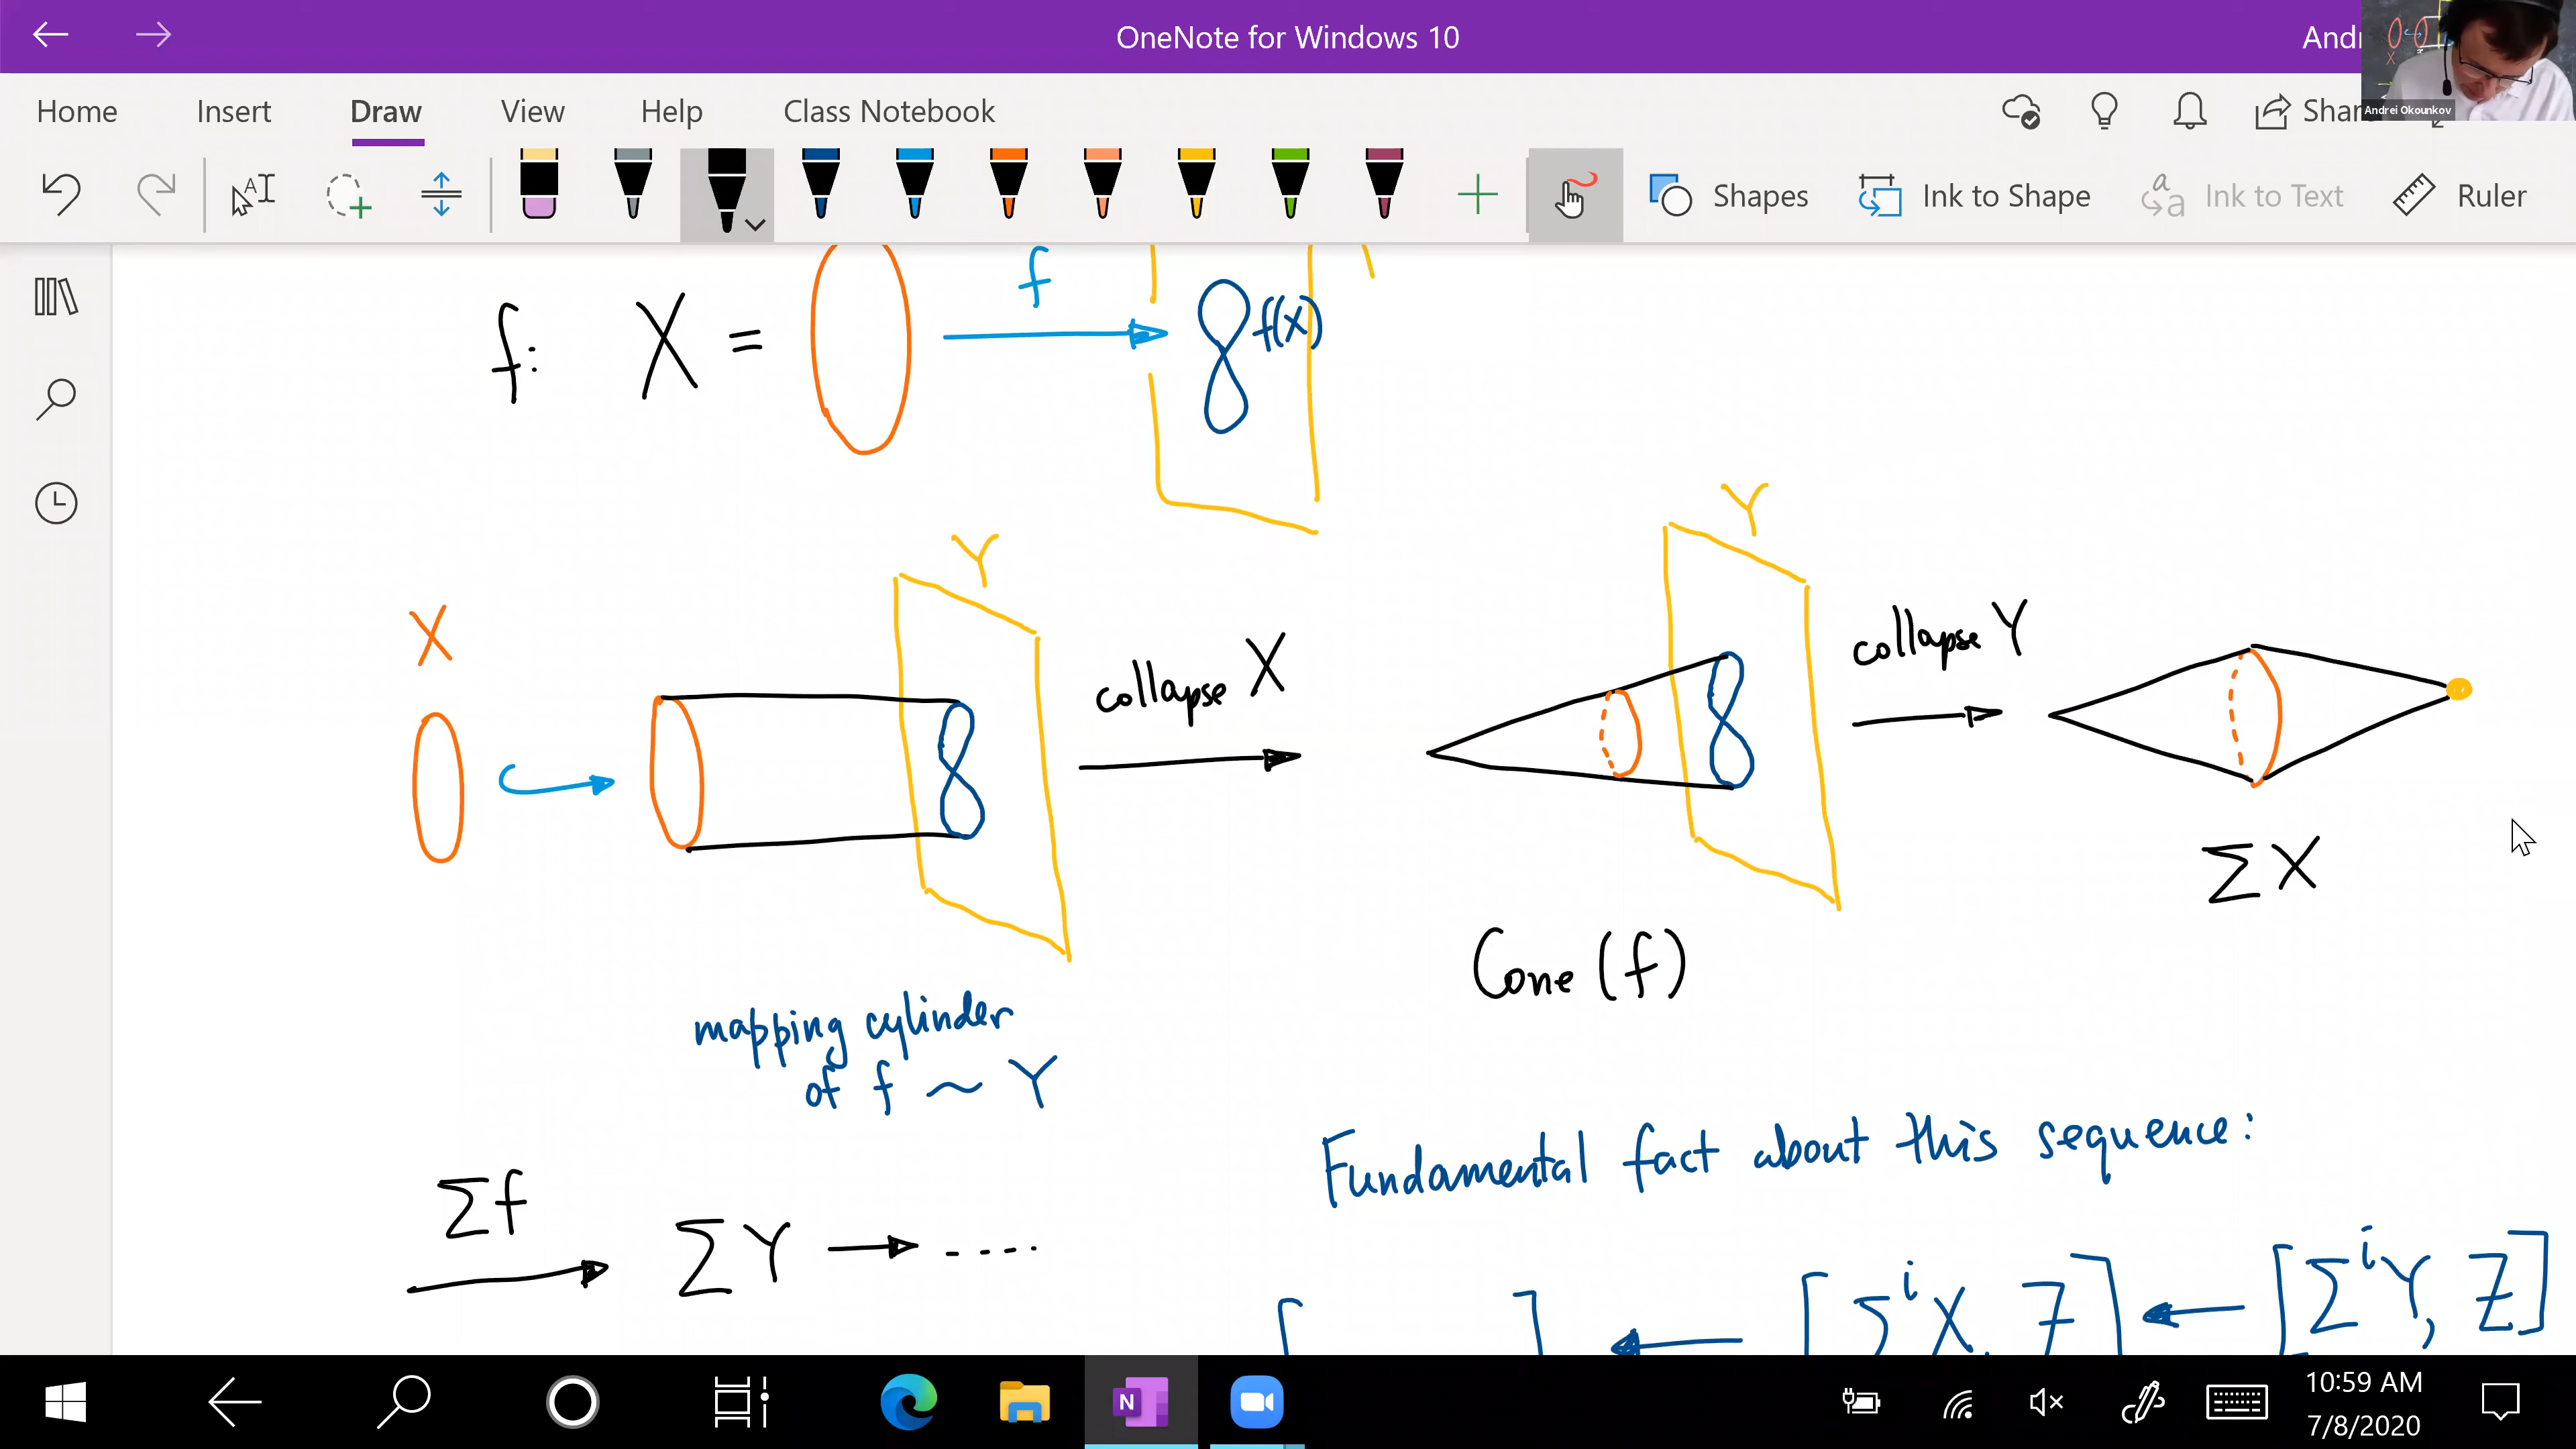 OneNote for Windows 10
Andrei Okounkov
Home Insert Draw View Help Class Notebook
Shapes Ink to Shape Ink to Text Ruler
f: X =
f
f(x)
X
Y
collapse X
Y
collapse Y
ΣX
Cone (f)
mapping cylinder
of f ~ Y
Fundamental fact about this sequence:
Σf
ΣY → - - - -
[ ] ← [Σ^i X, Z] ← [Σ^i Y, Z]
10:59 AM
7/8/2020